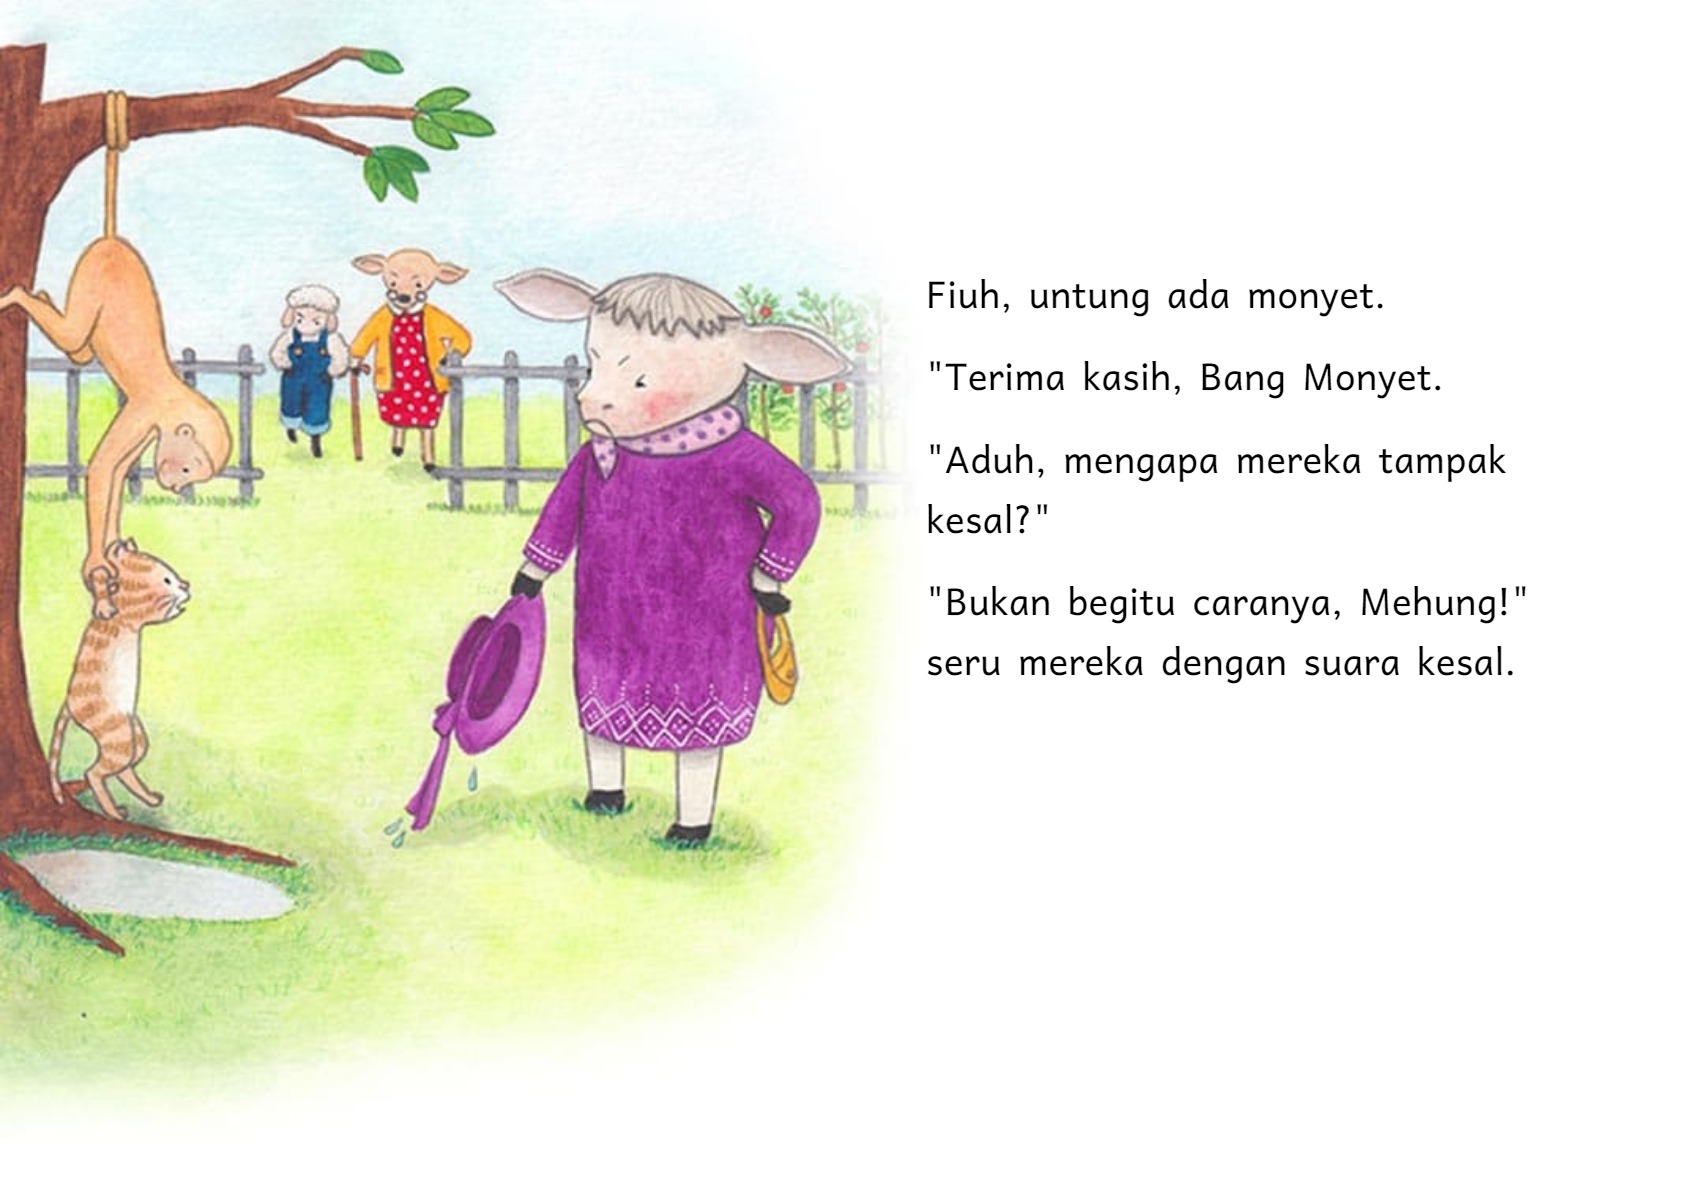 Fiuh, untung ada monyet.
"Terima kasih, Bang Monyet.
"Aduh, mengapa mereka tampak
kesal?"
"Bukan begitu caranya, Mehung!"
seru mereka dengan suara kesal.